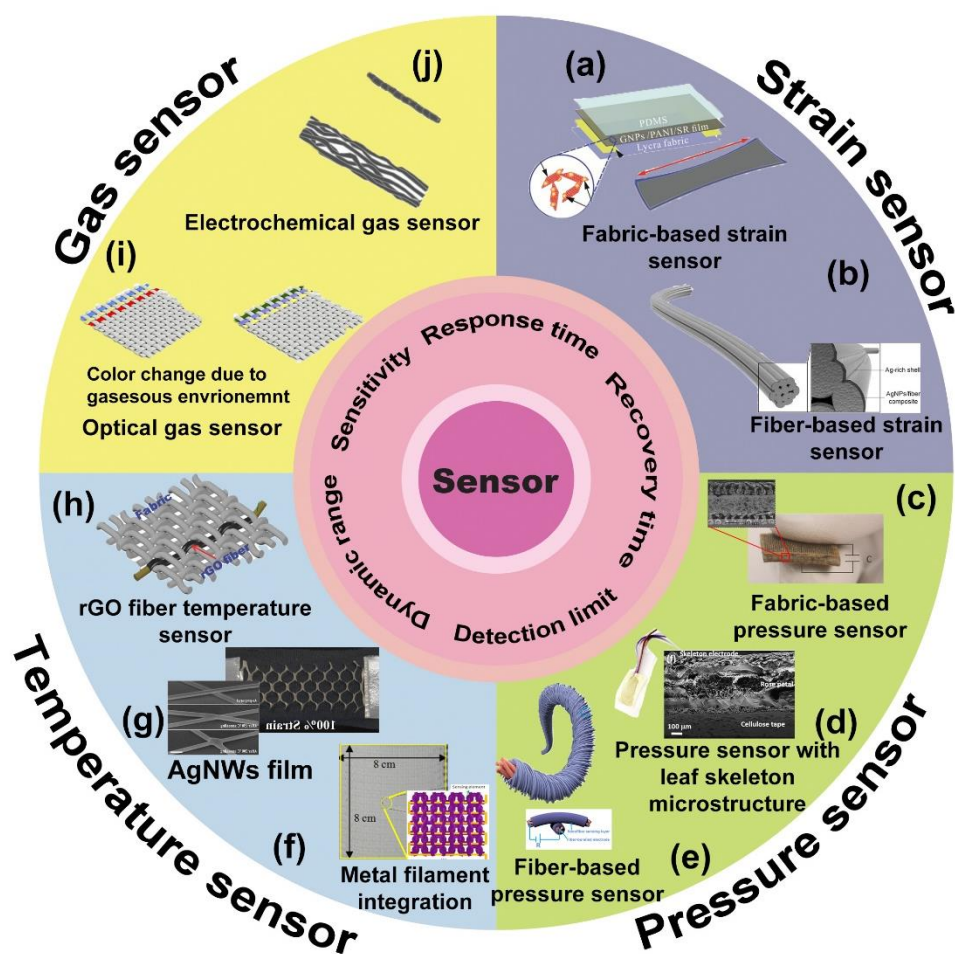 Gas sensor
Strain sensor
Pressure sensor
Temperature sensor
(j)
Electrochemical gas sensor
(i)
Color change due to
gasesous envrionemnt
Optical gas sensor
(a)
PDMS
GNPs /PANI/SR film
Lycra fabric
Fabric-based strain
sensor
(b)
Ag-rich shell
AgNPs/fiber
composite
Fiber-based strain
sensor
Sensitivity
Response time
Recovery time
Detection limit
Dynamic range
Sensor
(c)
C
Fabric-based
pressure sensor
(d)
Skeleton electrode
Rose petal
100 μm
Cellulose tape
Pressure sensor with
leaf skeleton
microstructure
(e)
Fiber-based
pressure sensor
(h)
Fabric
rGO fiber
rGO fiber temperature
sensor
(g)
100% Strain
AgNWs film
(f)
8 cm
8 cm
Sensing element
Metal filament
integration